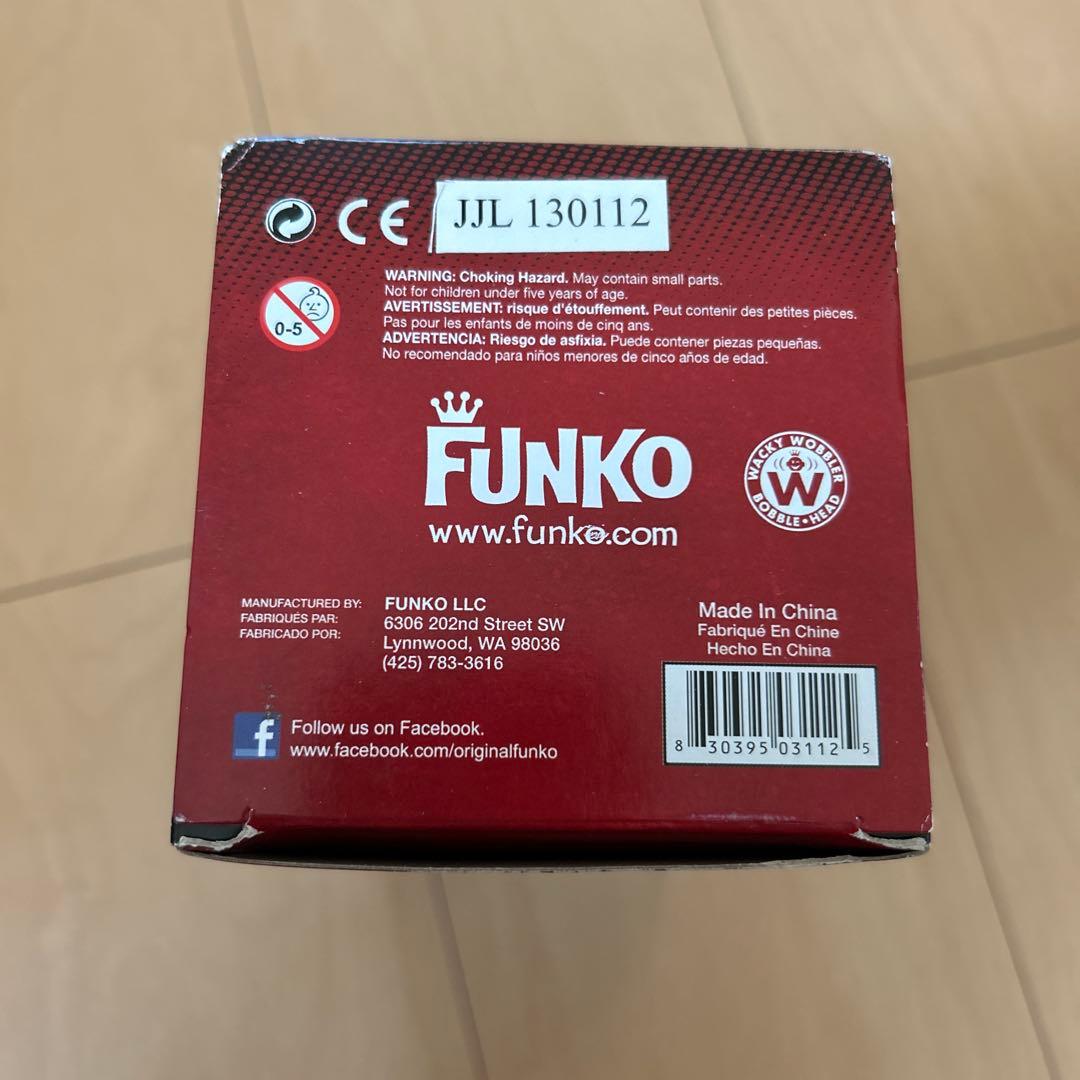 CE
JJL 130112
0-5
WARNING: Choking Hazard. May contain small parts.
Not for children under five years of age.
AVERTISSEMENT: risque d'étouffement. Peut contenir des petites pièces.
Pas pour les enfants de moins de cinq ans.
ADVERTENCIA: Riesgo de asfixia. Puede contener piezas pequeñas.
No recomendado para niños menores de cinco años de edad.
FUNKO
www.funko.com
WACKY WOBBLER
W
BOBBLE•HEAD
MANUFACTURED BY:
FABRIQUÉS PAR:
FABRICADO POR:
FUNKO LLC
6306 202nd Street SW
Lynnwood, WA 98036
(425) 783-3616
Made In China
Fabriqué En Chine
Hecho En China
8 30395 03112 5
f
Follow us on Facebook.
www.facebook.com/originalfunko